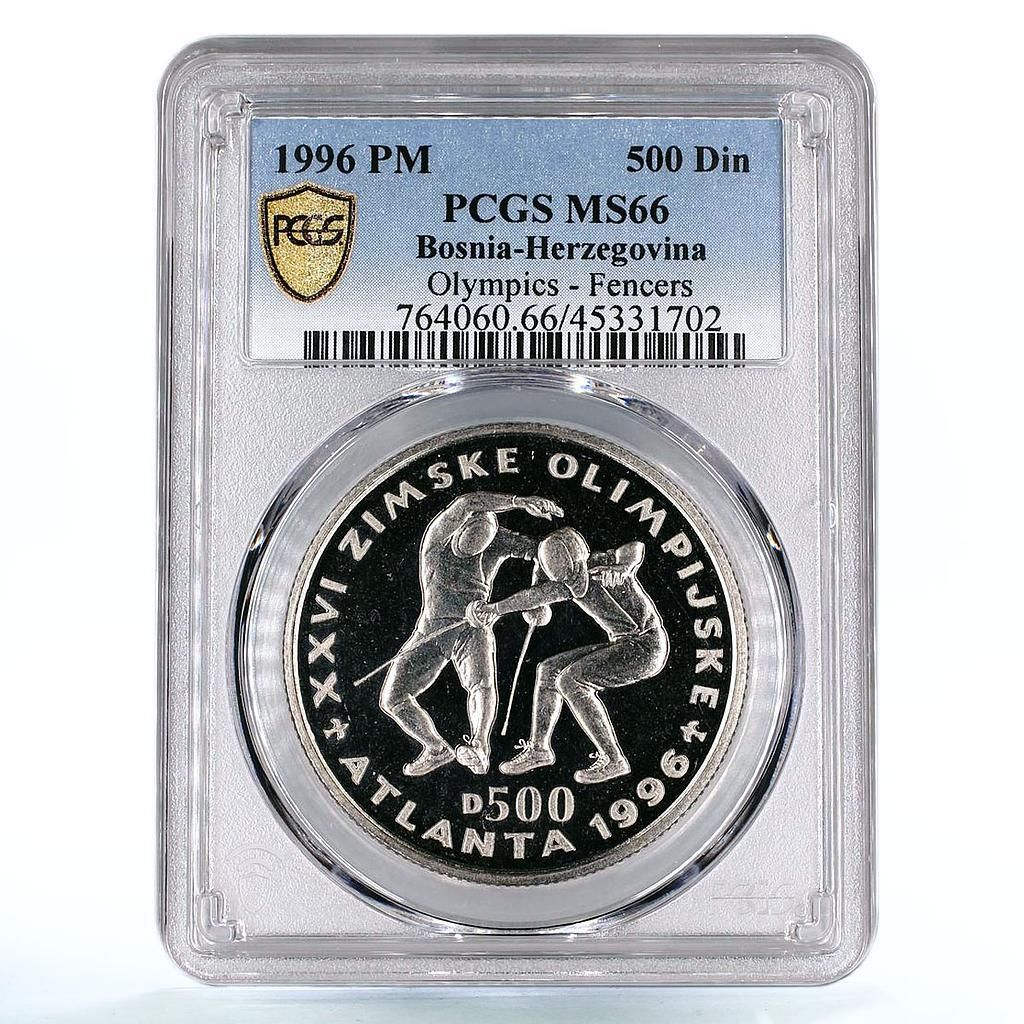 1996 PM 500 Din
PCGS
PCGS MS66
Bosnia-Herzegovina
Olympics - Fencers
764060.66/45331702
XXVI ZIMSKE OLIMPIJSKE
D500
ATLANTA 1996
PCGS